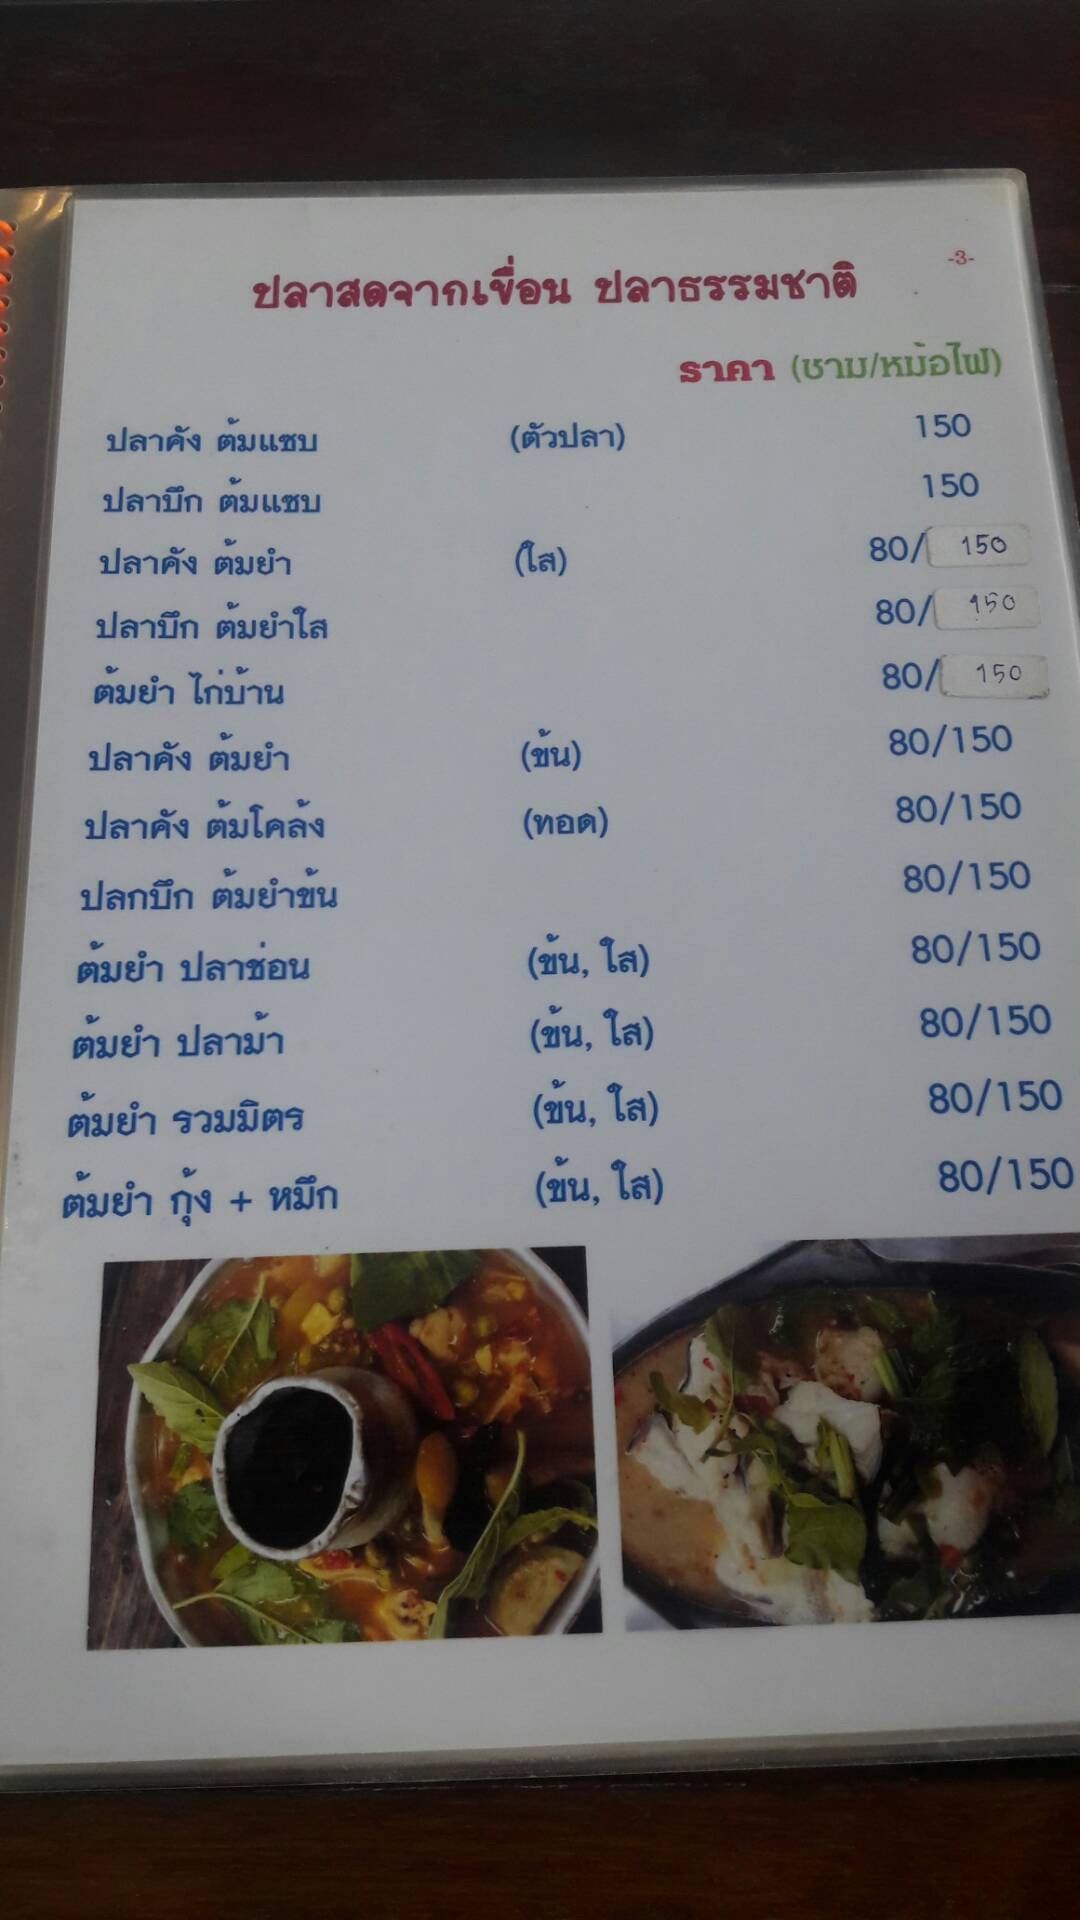 -3-
ปลาสดจากเขื่อน ปลาธรรมชาติ
ราคา (ชาม/หม้อไฟ)
ปลาคัง ต้มแซบ (ตัวปลา) 150
ปลาบึก ต้มแซบ 150
ปลาคัง ต้มยำ (ใส) 80/150
ปลาบึก ต้มยำใส 80/150
ต้มยำ ไก่บ้าน 80/150
ปลาคัง ต้มยำ (ข้น) 80/150
ปลาคัง ต้มโคล้ง (ทอด) 80/150
ปลกบึก ต้มยำข้น 80/150
ต้มยำ ปลาช่อน (ข้น, ใส) 80/150
ต้มยำ ปลาม้า (ข้น, ใส) 80/150
ต้มยำ รวมมิตร (ข้น, ใส) 80/150
ต้มยำ กุ้ง + หมึก (ข้น, ใส) 80/150